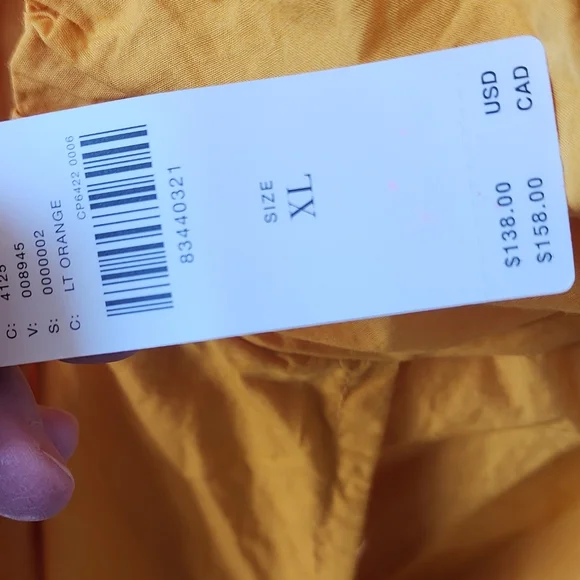 C: 4125
V: 008945
S: 0000002
C: LT ORANGE
CP6422 0006
83440321
SIZE
XL
$138.00 USD
$158.00 CAD